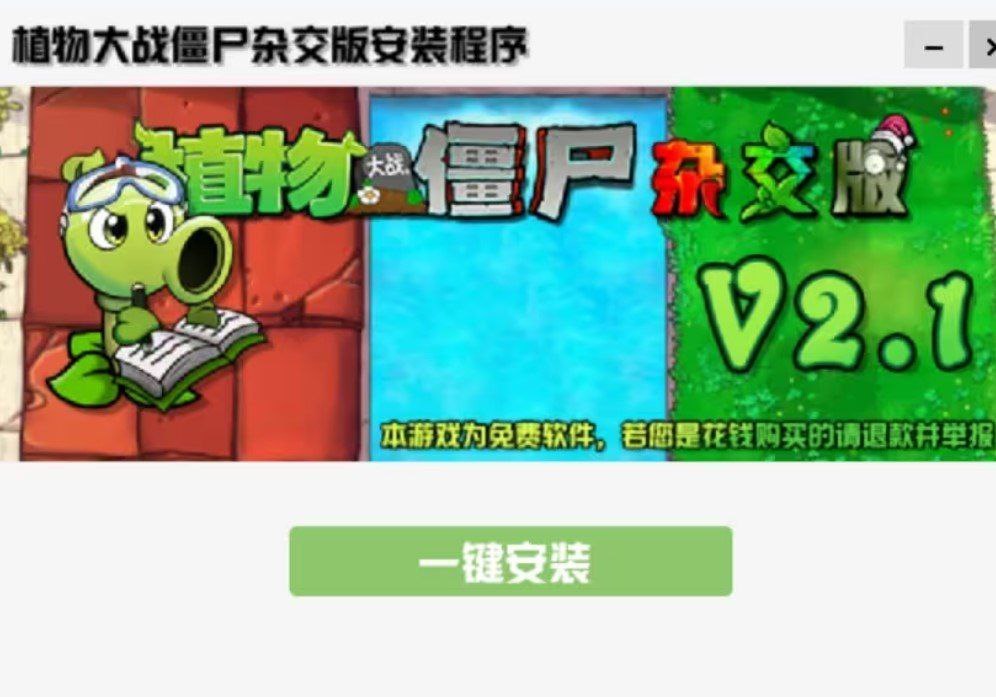 植物大战僵尸杂交版安装程序
植物大战僵尸杂交版
V2.1
本游戏为免费软件，若您是花钱购买的请退款并举报
一键安装